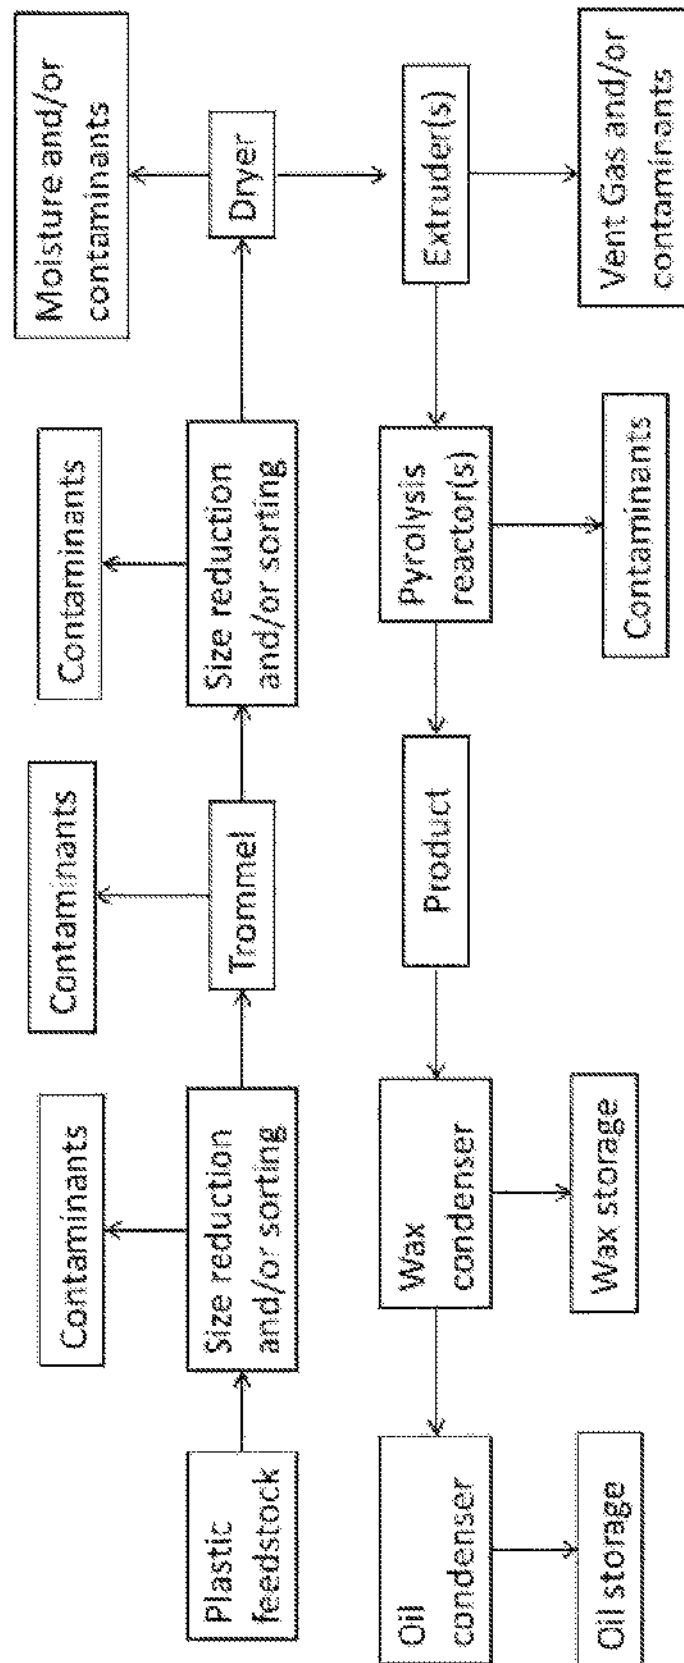 Plastic
feedstock
Size reduction
and/or sorting
Contaminants
Trommel
Contaminants
Size reduction
and/or sorting
Contaminants
Dryer
Moisture and/or
contaminants
Extruder(s)
Vent Gas and/or
contaminants
Pyrolysis
reactor(s)
Contaminants
Product
Wax
condenser
Wax storage
Oil
condenser
Oil storage